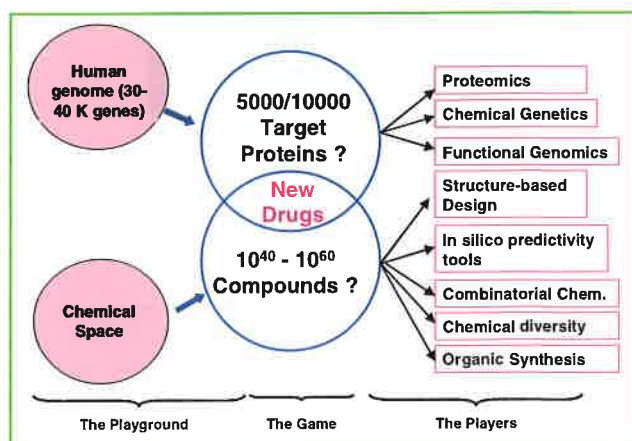 Human
genome (30-
40 K genes)
5000/10000
Target
Proteins ?
New
Drugs
10⁴⁰ - 10⁶⁰
Compounds ?
Chemical
Space
Proteomics
Chemical Genetics
Functional Genomics
Structure-based
Design
In silico predictivity
tools
Combinatorial Chem.
Chemical diversity
Organic Synthesis
The Playground
The Game
The Players